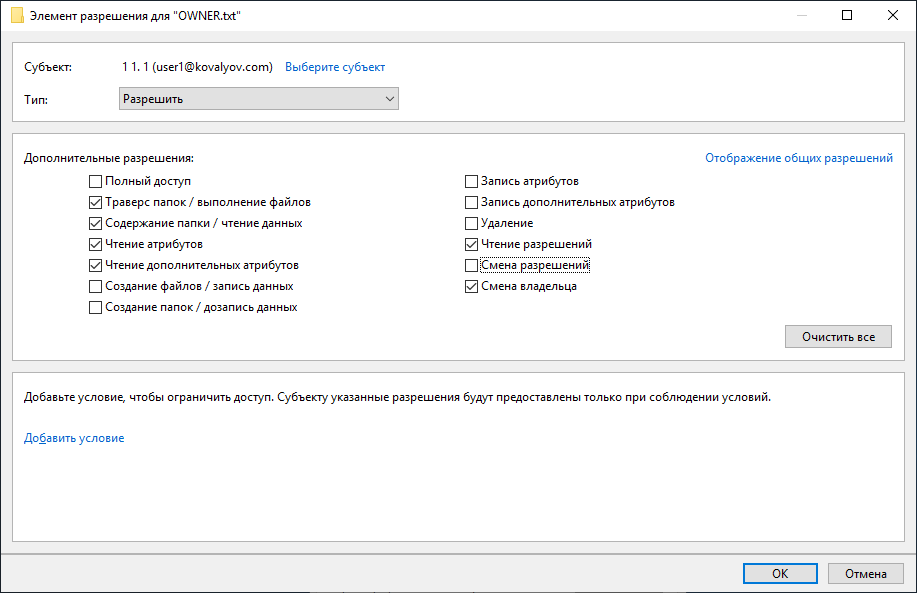 Элемент разрешения для "OWNER.txt"
Субъект: 1 1. 1 (user1@kovalyov.com) Выберите субъект
Тип: Разрешить
Дополнительные разрешения: Отображение общих разрешений
Полный доступ Запись атрибутов
Траверс папок / выполнение файлов Запись дополнительных атрибутов
Содержание папки / чтение данных Удаление
Чтение атрибутов Чтение разрешений
Чтение дополнительных атрибутов Смена разрешений
Создание файлов / запись данных Смена владельца
Создание папок / дозапись данных
Очистить все
Добавьте условие, чтобы ограничить доступ. Субъекту указанные разрешения будут предоставлены только при соблюдении условий.
Добавить условие
ОК Отмена